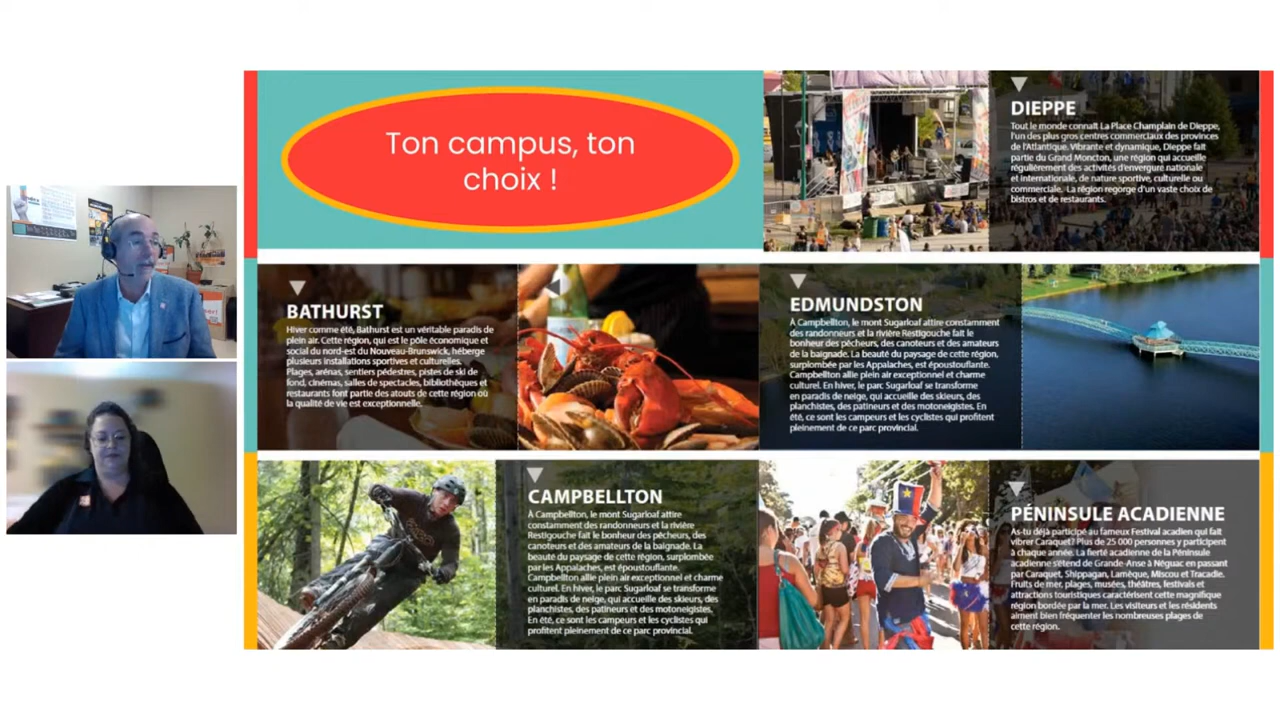 Ton campus, ton
choix !
DIEPPE
Tout le monde connaît La Place Champlain de Dieppe,
l'un des plus gros centres commerciaux des provinces
de l'Atlantique. Vibrante et dynamique, Dieppe fait
partie du Grand Moncton, une région qui accueille
régulièrement des activités d'envergure nationale
et internationale, de nature sportive, culturelle ou
commerciale. La région regorge d'un vaste choix de
bistros et de restaurants.
BATHURST
Hiver comme été, Bathurst est un véritable paradis de
plein air. Cette région, qui est le pôle économique et
social du nord-est du Nouveau-Brunswick, héberge
plusieurs installations sportives et culturelles.
Plages, arénas, sentiers pédestres, pistes de ski de
fond, cinémas, salles de spectacles, bibliothèques et
restaurants font partie des atouts de cette région où
la qualité de vie est exceptionnelle.
EDMUNDSTON
À Campbellton, le mont Sugarloaf attire constamment
des randonneurs et la rivière Restigouche fait le
bonheur des pêcheurs, des canoteurs et des amateurs
de la baignade. La beauté du paysage de cette région,
surplombée par les Appalaches, est époustouflante.
Campbellton allie plein air exceptionnel et charme
culturel. En hiver, le parc Sugarloaf se transforme
en paradis de neige, qui accueille des skieurs, des
planchistes, des patineurs et des motoneigistes. En
été, ce sont les campeurs et les cyclistes qui profitent
pleinement de ce parc provincial.
CAMPBELLTON
À Campbellton, le mont Sugarloaf attire
constamment des randonneurs et la rivière
Restigouche fait le bonheur des pêcheurs, des
canoteurs et des amateurs de la baignade. La
beauté du paysage de cette région, surplombée
par les Appalaches, est époustouflante.
Campbellton allie plein air exceptionnel et charme
culturel. En hiver, le parc Sugarloaf se transforme
en paradis de neige, qui accueille des skieurs, des
planchistes, des patineurs et des motoneigistes.
En été, ce sont les campeurs et les cyclistes qui
profitent pleinement de ce parc provincial.
PÉNINSULE ACADIENNE
As-tu déjà participé au fameux Festival acadien qui fait
vibrer Caraquet? Plus de 25 000 personnes y participent
à chaque année. La fierté acadienne de la Péninsule
acadienne s'étend de Grande-Anse à Néguac en passant
par Caraquet, Shippagan, Lamèque, Miscou et Tracadie.
Fruits de mer, plages, musées, théâtres, festivals et
attractions touristiques caractérisent cette magnifique
région bordée par la mer. Les visiteurs et les résidents
aiment bien fréquenter les nombreuses plages de
cette région.